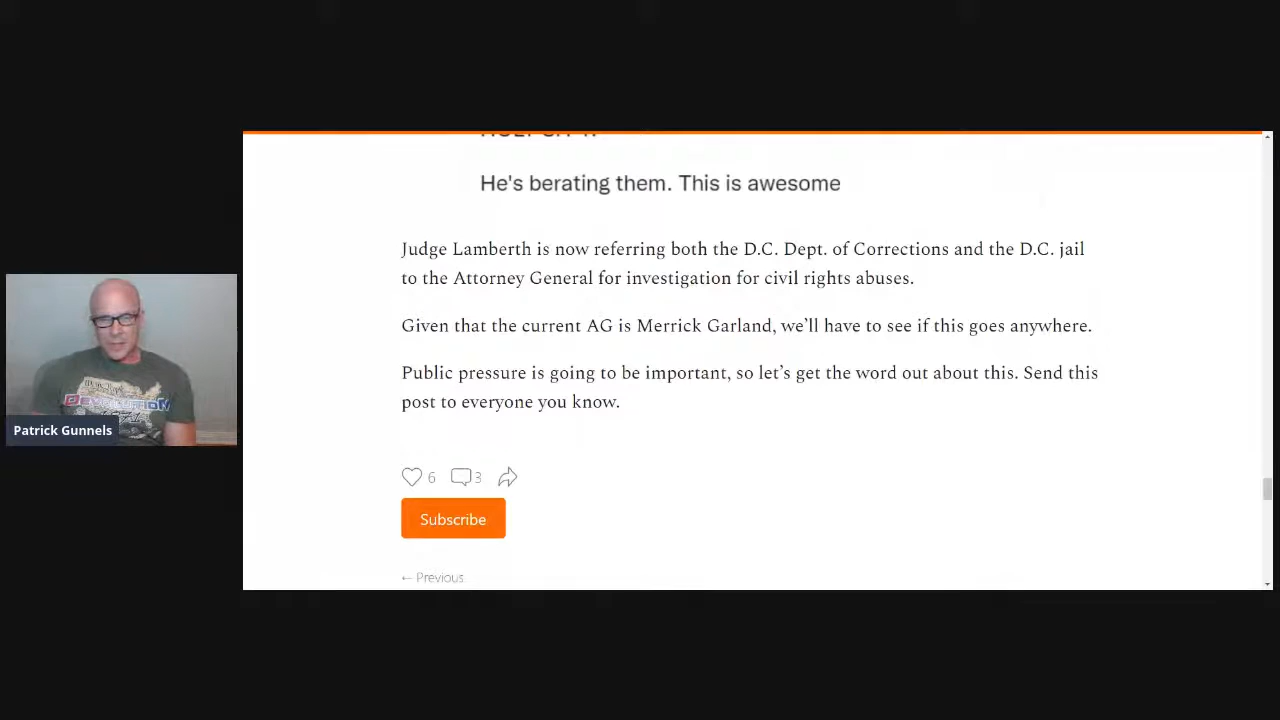 He's berating them. This is awesome
Judge Lamberth is now referring both the D.C. Dept. of Corrections and the D.C. jail
to the Attorney General for investigation for civil rights abuses.
Given that the current AG is Merrick Garland, we’ll have to see if this goes anywhere.
Public pressure is going to be important, so let’s get the word out about this. Send this
post to everyone you know.
DEVOLUTION
Patrick Gunnels
6 3
Subscribe
← Previous